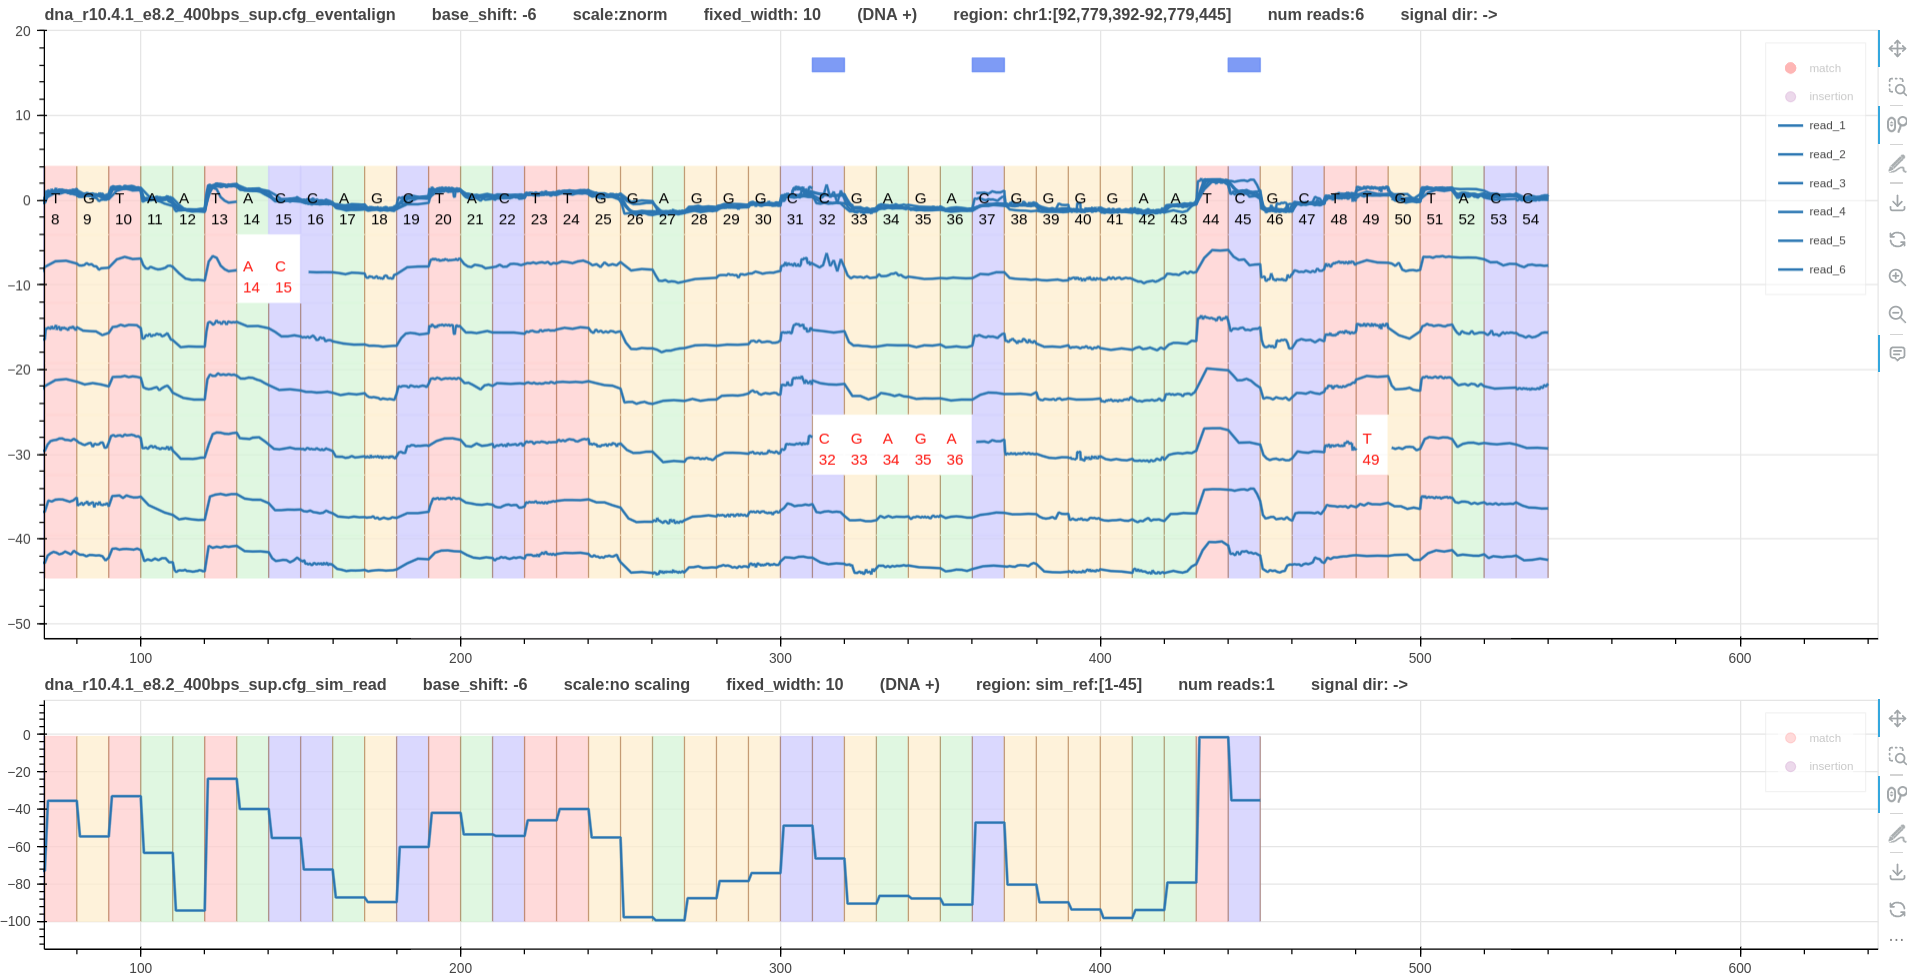 dna_r10.4.1_e8.2_400bps_sup.cfg_eventalign base_shift: -6 scale:znorm fixed_width: 10 (DNA +) region: chr1:[92,779,392-92,779,445] num reads:6 signal dir: ->
20
10
0
−10
−20
−30
−40
−50
match
insertion
read_1
read_2
read_3
read_4
read_5
read_6
T G T A A T A C C A G C T A C T T G G A G G G C C G A G A C G G G G A A T C G C T T G T A C C
8 9 10 11 12 13 14 15 16 17 18 19 20 21 22 23 24 25 26 27 28 29 30 31 32 33 34 35 36 37 38 39 40 41 42 43 44 45 46 47 48 49 50 51 52 53 54
A C
14 15
C G A G A
32 33 34 35 36
T
49
100 200 300 400 500 600
dna_r10.4.1_e8.2_400bps_sup.cfg_sim_read base_shift: -6 scale:no scaling fixed_width: 10 (DNA +) region: sim_ref:[1-45] num reads:1 signal dir: ->
0
−20
−40
−60
−80
−100
match
insertion
100 200 300 400 500 600